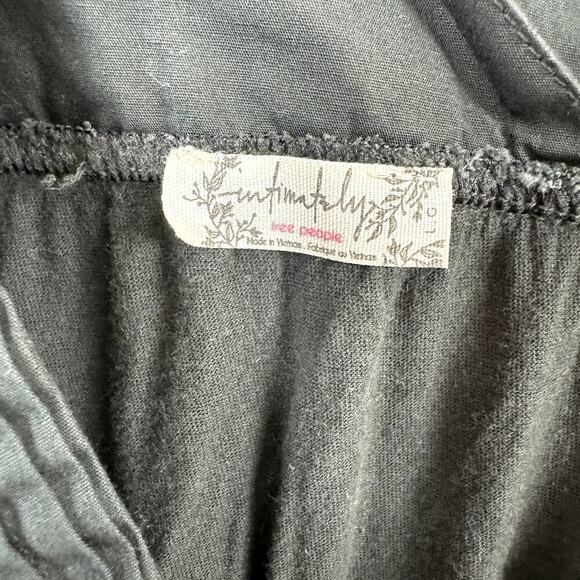 intimately
free people
Made in Vietnam . Fabriqué au Vietnam